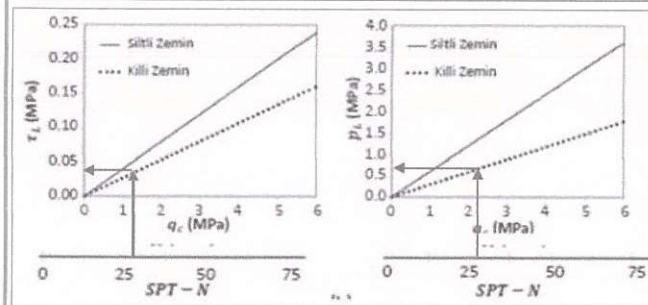 0.25
0.20
0.15
0.10
0.05
0.00
τL (MPa)
Siltli Zemin
Killi Zemin
0 1 2 3 4 5 6
qc (MPa)
0 25 50 75
SPT – N
4.0
3.5
3.0
2.5
2.0
1.5
1.0
0.5
0.0
pL (MPa)
Siltli Zemin
Killi Zemin
0 1 2 3 4 5 6
(MPa)
0 25 50 75
SPT – N